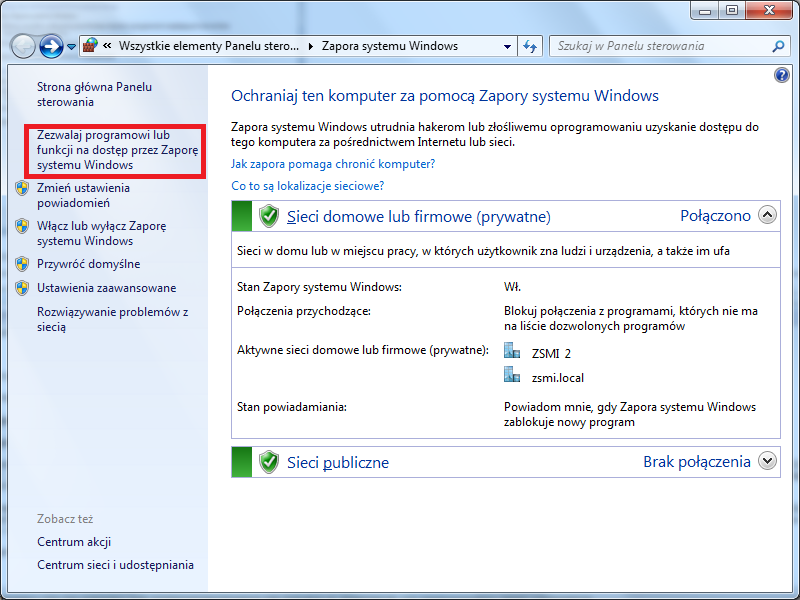 « Wszystkie elementy Panelu stero... Zapora systemu Windows
Szukaj w Panelu sterowania
Strona główna Panelu
sterowania
Zezwalaj programowi lub
funkcji na dostęp przez Zaporę
systemu Windows
Zmień ustawienia
powiadomień
Włącz lub wyłącz Zaporę
systemu Windows
Przywróć domyślne
Ustawienia zaawansowane
Rozwiązywanie problemów z
siecią
Zobacz też
Centrum akcji
Centrum sieci i udostępniania
Ochraniaj ten komputer za pomocą Zapory systemu Windows
Zapora systemu Windows utrudnia hakerom lub złośliwemu oprogramowaniu uzyskanie dostępu do
tego komputera za pośrednictwem Internetu lub sieci.
Jak zapora pomaga chronić komputer?
Co to są lokalizacje sieciowe?
Sieci domowe lub firmowe (prywatne) Połączono
Sieci w domu lub w miejscu pracy, w których użytkownik zna ludzi i urządzenia, a także im ufa
Stan Zapory systemu Windows: Wł.
Połączenia przychodzące: Blokuj połączenia z programami, których nie ma
na liście dozwolonych programów
Aktywne sieci domowe lub firmowe (prywatne): ZSMI 2
zsmi.local
Stan powiadamiania: Powiadom mnie, gdy Zapora systemu Windows
zablokuje nowy program
Sieci publiczne Brak połączenia